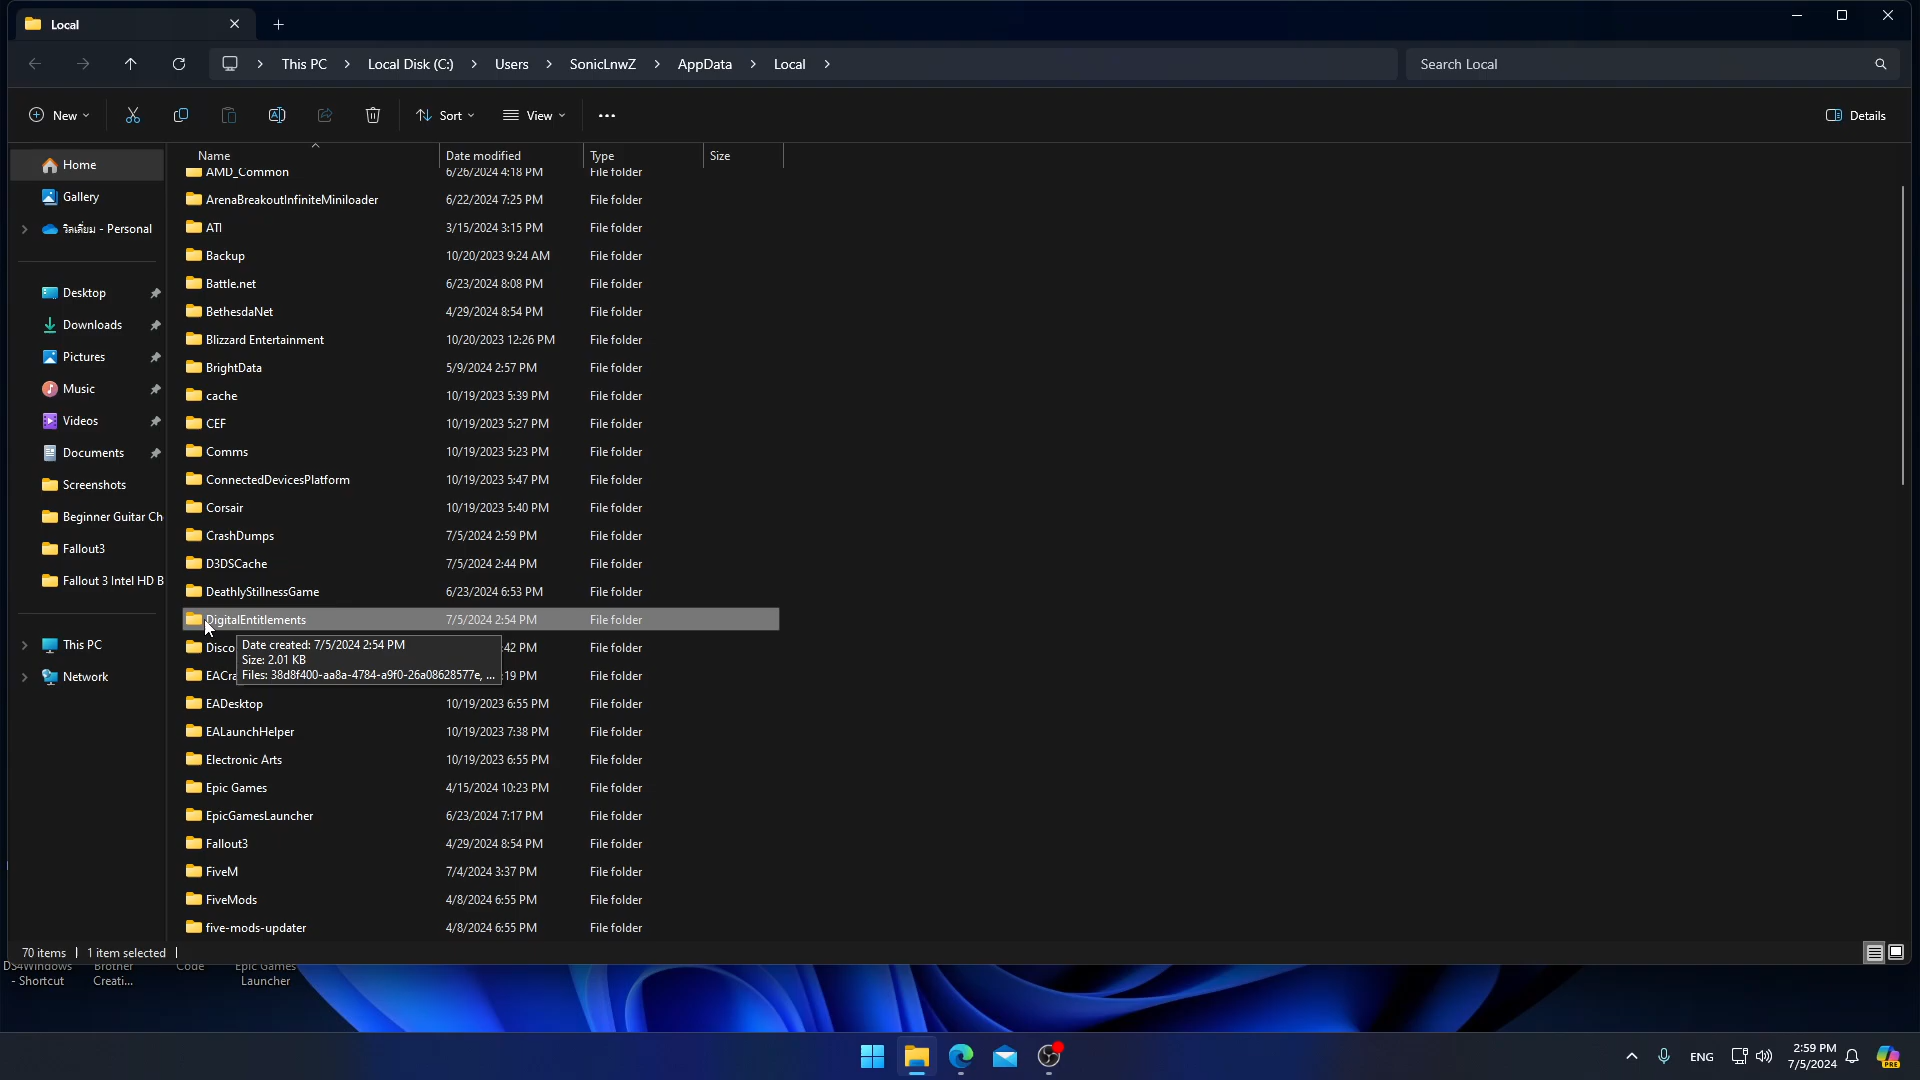 Local
This PC
Local Disk (C:)
Users
SonicLnwZ
AppData
Local
Search Local
New
Sort
View
Details
Name
Date modified
Type
Size
Home
Gallery
วิลเลี่ยม - Personal
Desktop
Downloads
Pictures
Music
Videos
Documents
Screenshots
Beginner Guitar Ch
Fallout3
Fallout 3 Intel HD B
This PC
Network
AMD_Common 6/26/2024 4:18 PM File folder
ArenaBreakoutInfiniteMiniloader 6/22/2024 7:25 PM File folder
ATI 3/15/2024 3:15 PM File folder
Backup 10/20/2023 9:24 AM File folder
Battle.net 6/23/2024 8:08 PM File folder
BethesdaNet 4/29/2024 8:54 PM File folder
Blizzard Entertainment 10/20/2023 12:26 PM File folder
BrightData 5/9/2024 2:57 PM File folder
cache 10/19/2023 5:39 PM File folder
CEF 10/19/2023 5:27 PM File folder
Comms 10/19/2023 5:23 PM File folder
ConnectedDevicesPlatform 10/19/2023 5:47 PM File folder
Corsair 10/19/2023 5:40 PM File folder
CrashDumps 7/5/2024 2:59 PM File folder
D3DSCache 7/5/2024 2:44 PM File folder
DeathlyStillnessGame 6/23/2024 6:53 PM File folder
DigitalEntitlements 7/5/2024 2:54 PM File folder
Disco :42 PM File folder
EACra :19 PM File folder
Date created: 7/5/2024 2:54 PM
Size: 2.01 KB
Files: 38d8f400-aa8a-4784-a9f0-26a08628577e, ...
EADesktop 10/19/2023 6:55 PM File folder
EALaunchHelper 10/19/2023 7:38 PM File folder
Electronic Arts 10/19/2023 6:55 PM File folder
Epic Games 4/15/2024 10:23 PM File folder
EpicGamesLauncher 6/23/2024 7:17 PM File folder
Fallout3 4/29/2024 8:54 PM File folder
FiveM 7/4/2024 3:37 PM File folder
FiveMods 4/8/2024 6:55 PM File folder
five-mods-updater 4/8/2024 6:55 PM File folder
70 items
1 item selected
DS4Windows
- Shortcut
Brother
Creati...
Code
Epic Games
Launcher
ENG
2:59 PM
7/5/2024
PRE